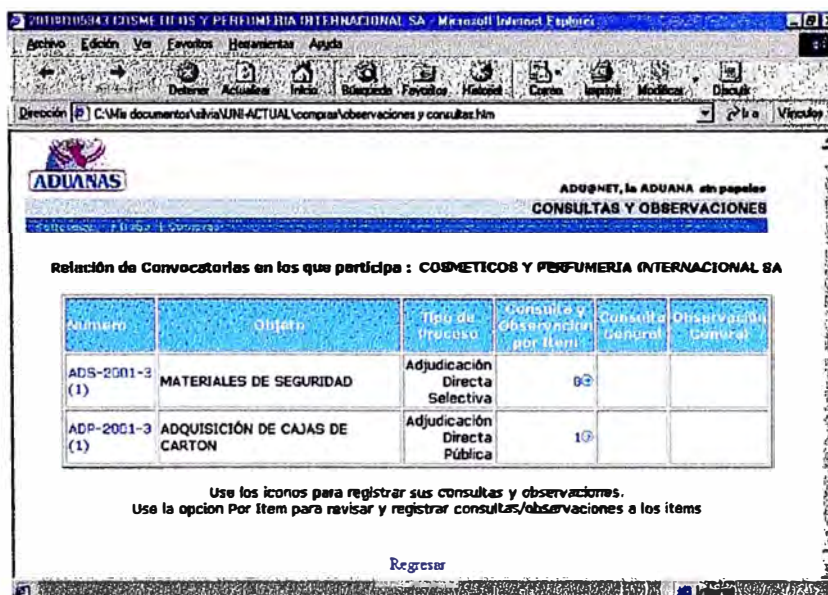 COSMETICOS Y PERFUMERIA INTERNACIONAL SA - Microsoft Internet Explorer
Archivo Edición Ver Favoritos Herramientas Ayuda
Detener Actualizar Inicio Búsqueda Favoritos Historial Correo Imprimir Modificar Discutir
Dirección C:\Mis documentos\silvia\UNI-ACTUAL\compras\observaciones y consultas.htm Vínculos
ADUANAS
ADU@NET, la ADUANA sin papeles
CONSULTAS Y OBSERVACIONES
Relación de Convocatorias en los que participa : COSMETICOS Y PERFUMERIA INTERNACIONAL SA
Numero Objeto Tipo de Proceso Consulta y Observacion por Item Consulta General Observación General
ADS-2001-3 (1) MATERIALES DE SEGURIDAD Adjudicación Directa Selectiva 0
ADP-2001-3 (1) ADQUISICIÓN DE CAJAS DE CARTON Adjudicación Directa Pública 1
Use los iconos para registrar sus consultas y observaciones.
Use la opcion Por Item para revisar y registrar consultas/observaciones a los items
Regresar